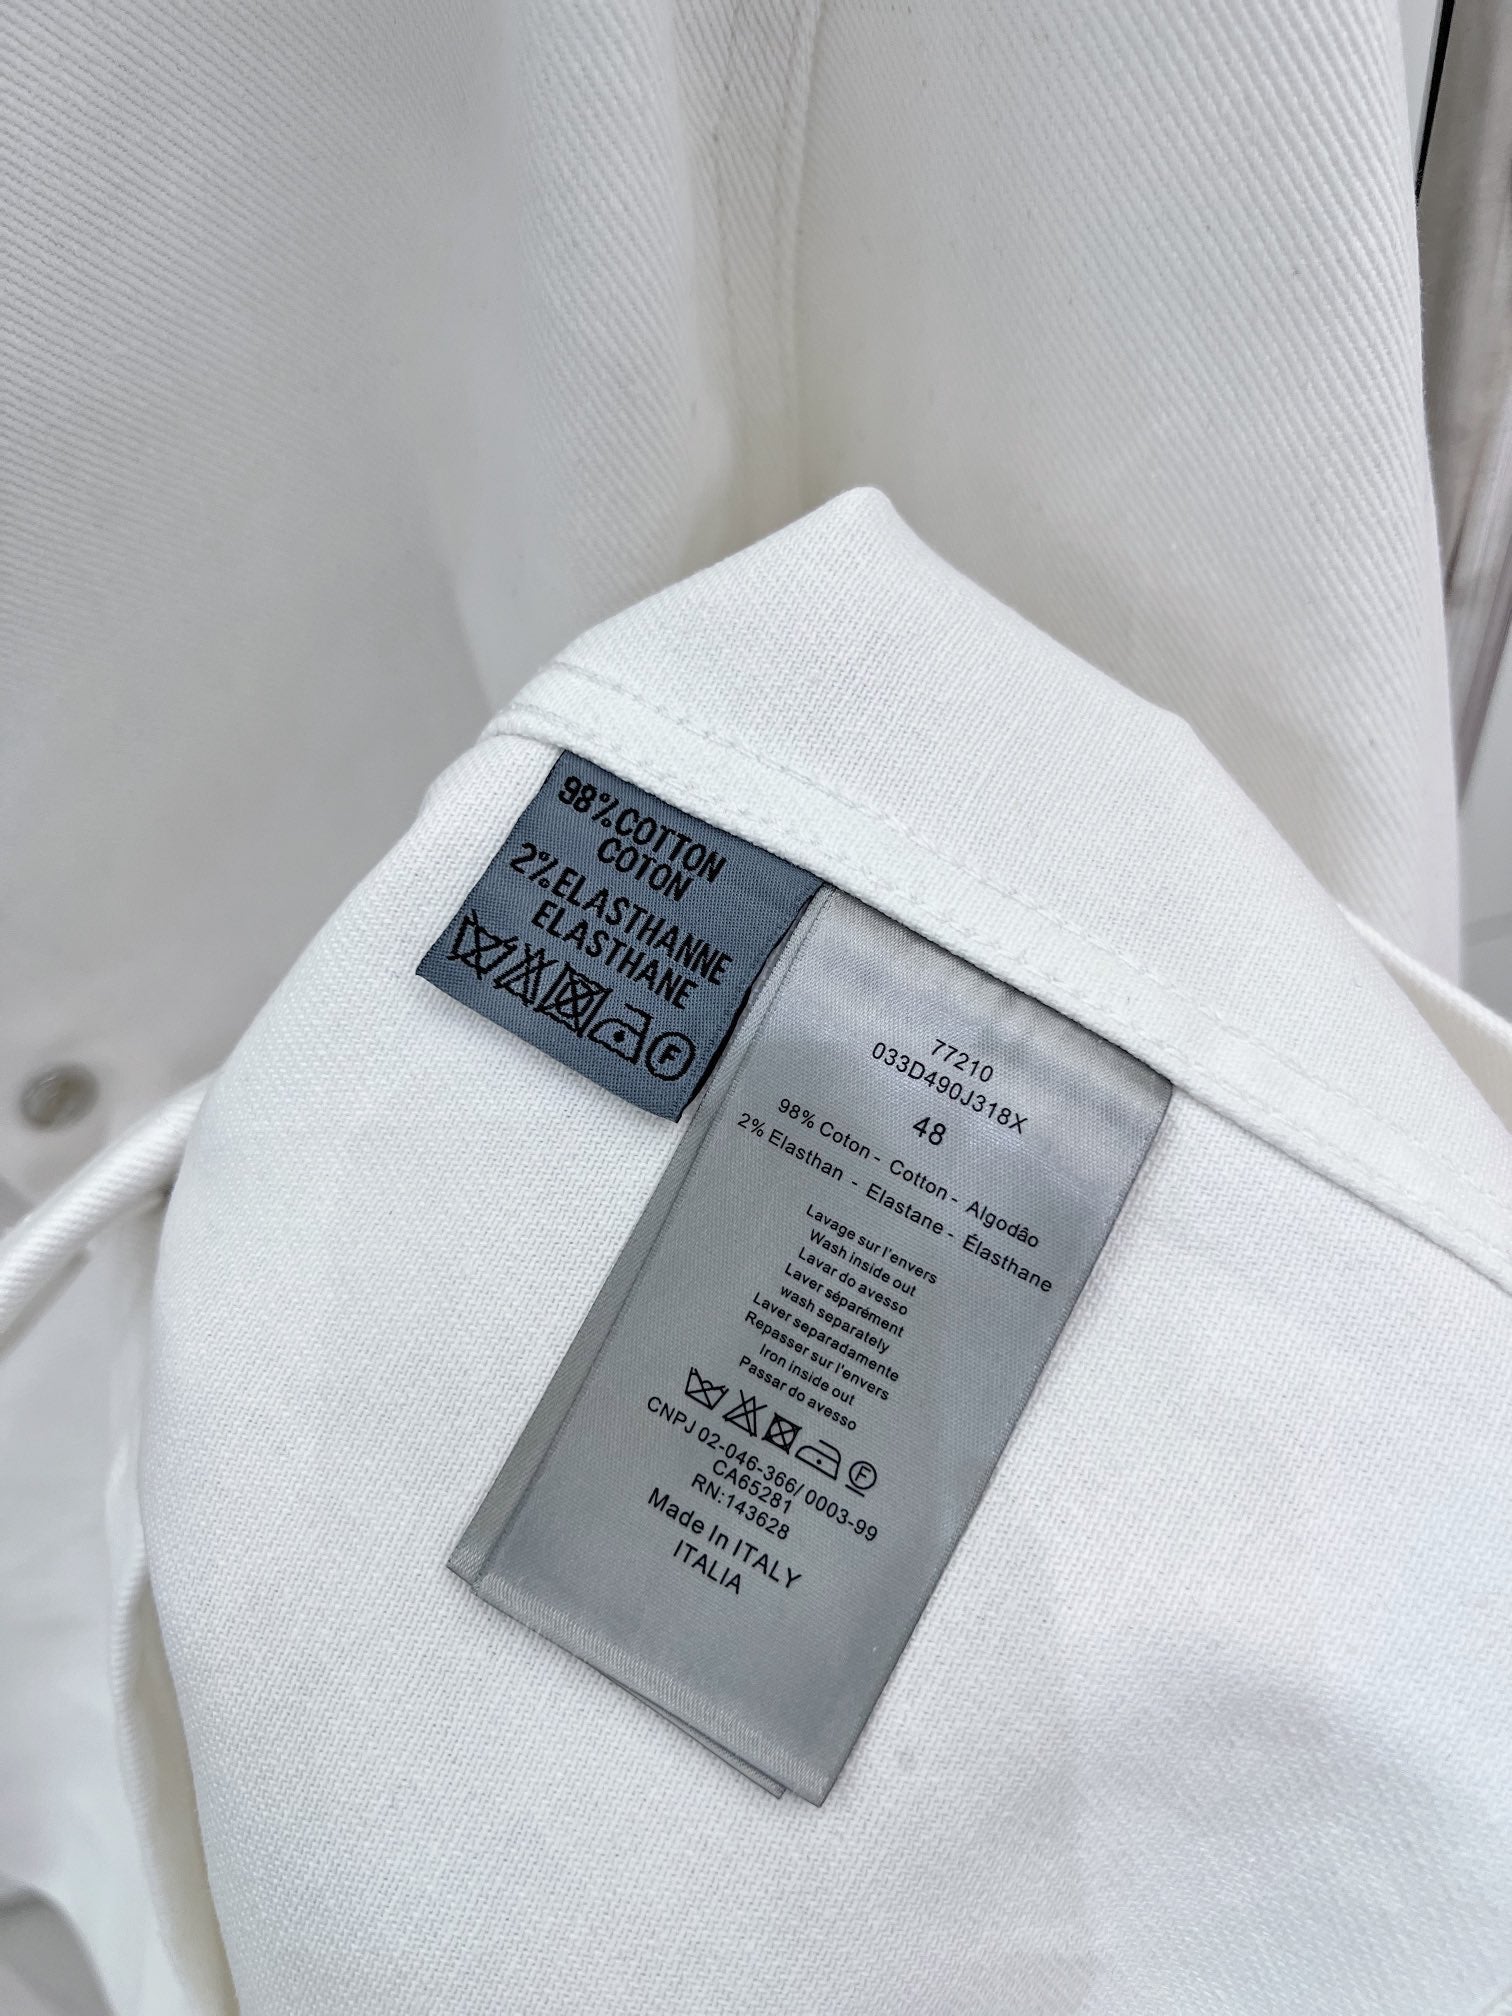 98%COTTON
COTON
2%ELASTHANNE
ELASTHANE
F
77210
033D490J318X
48
98% Coton - Cotton - Algodâo
2% Elasthan - Elastane - Élasthane
Lavage sur l'envers
Wash inside out
Lavar do avesso
Laver séparément
wash separately
Laver separadamente
Repasser sur l'envers
Iron inside out
Passar do avesso
F
CNPJ 02-046-366/ 0003-99
CA65281
RN:143628
Made In ITALY
ITALIA